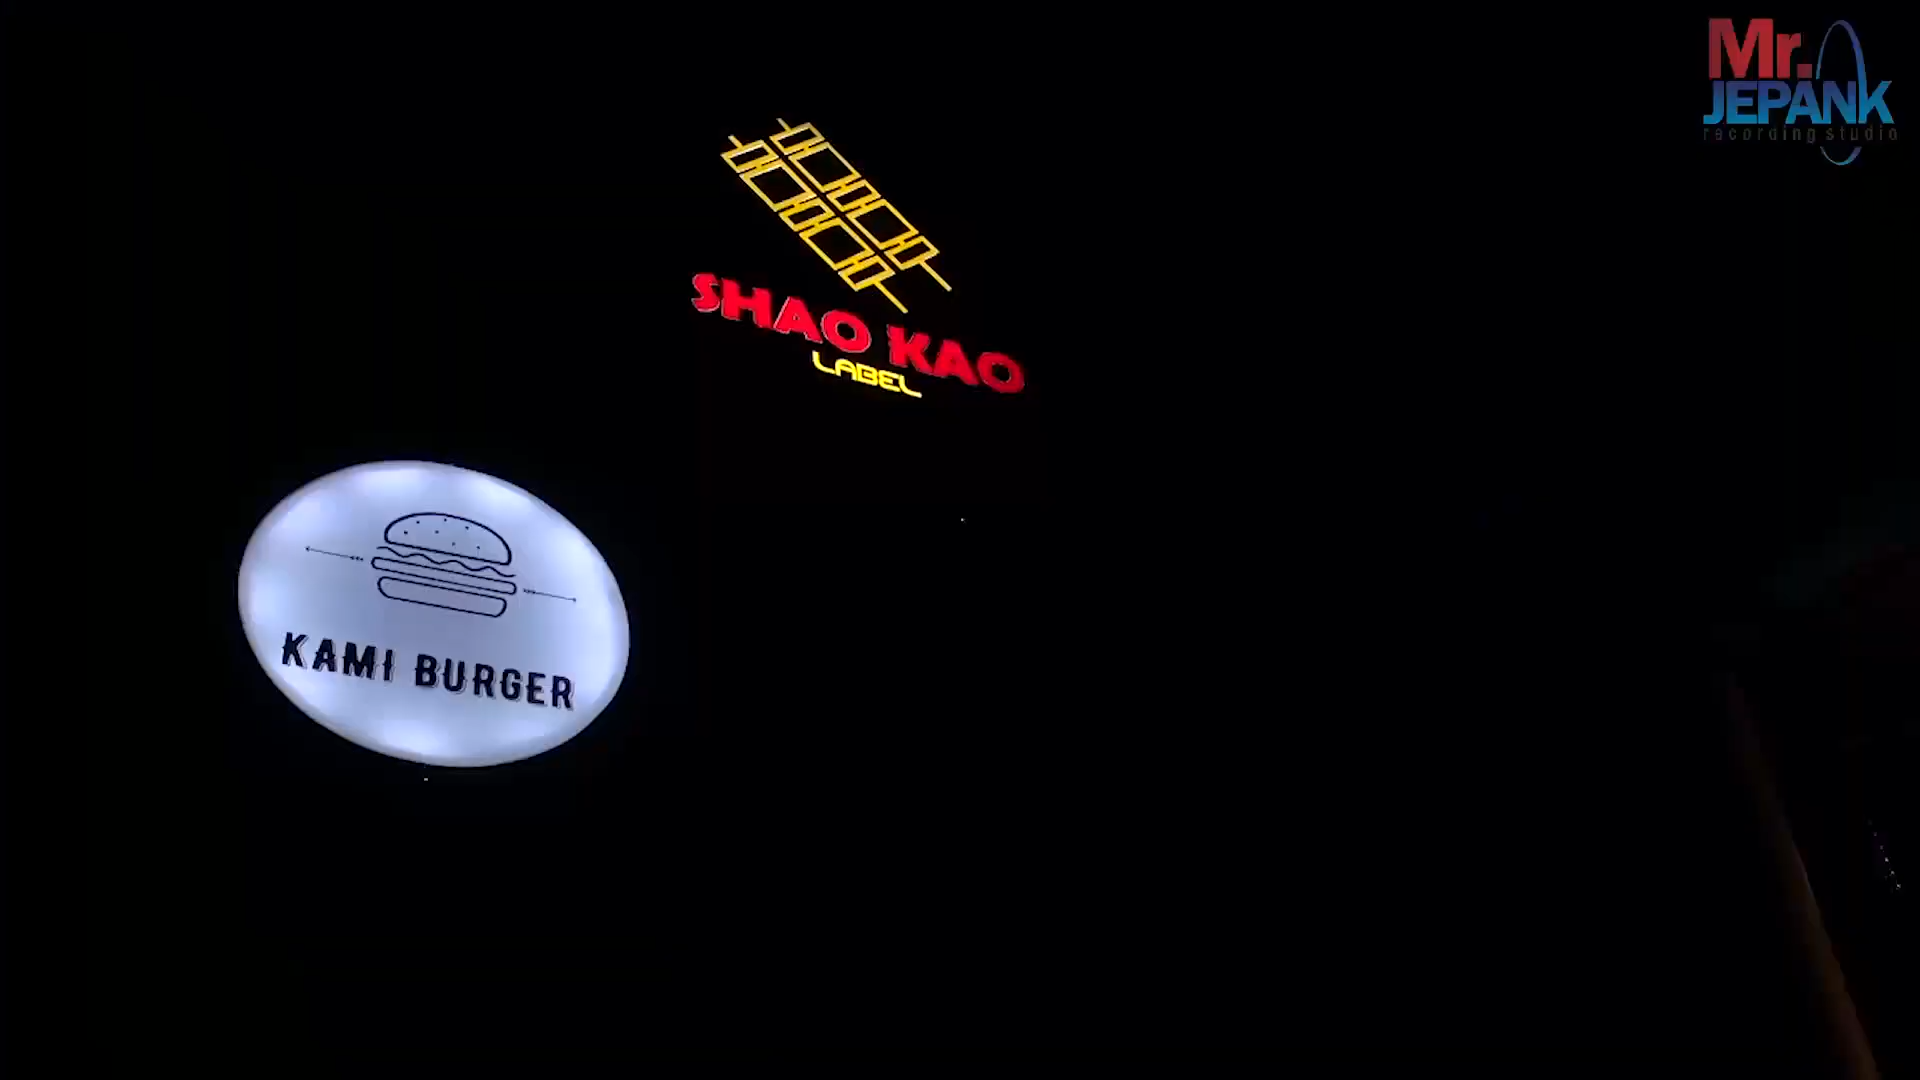 Mr.
JEPANK
recording studio
SHAO KAO
LABEL
KAMI BURGER